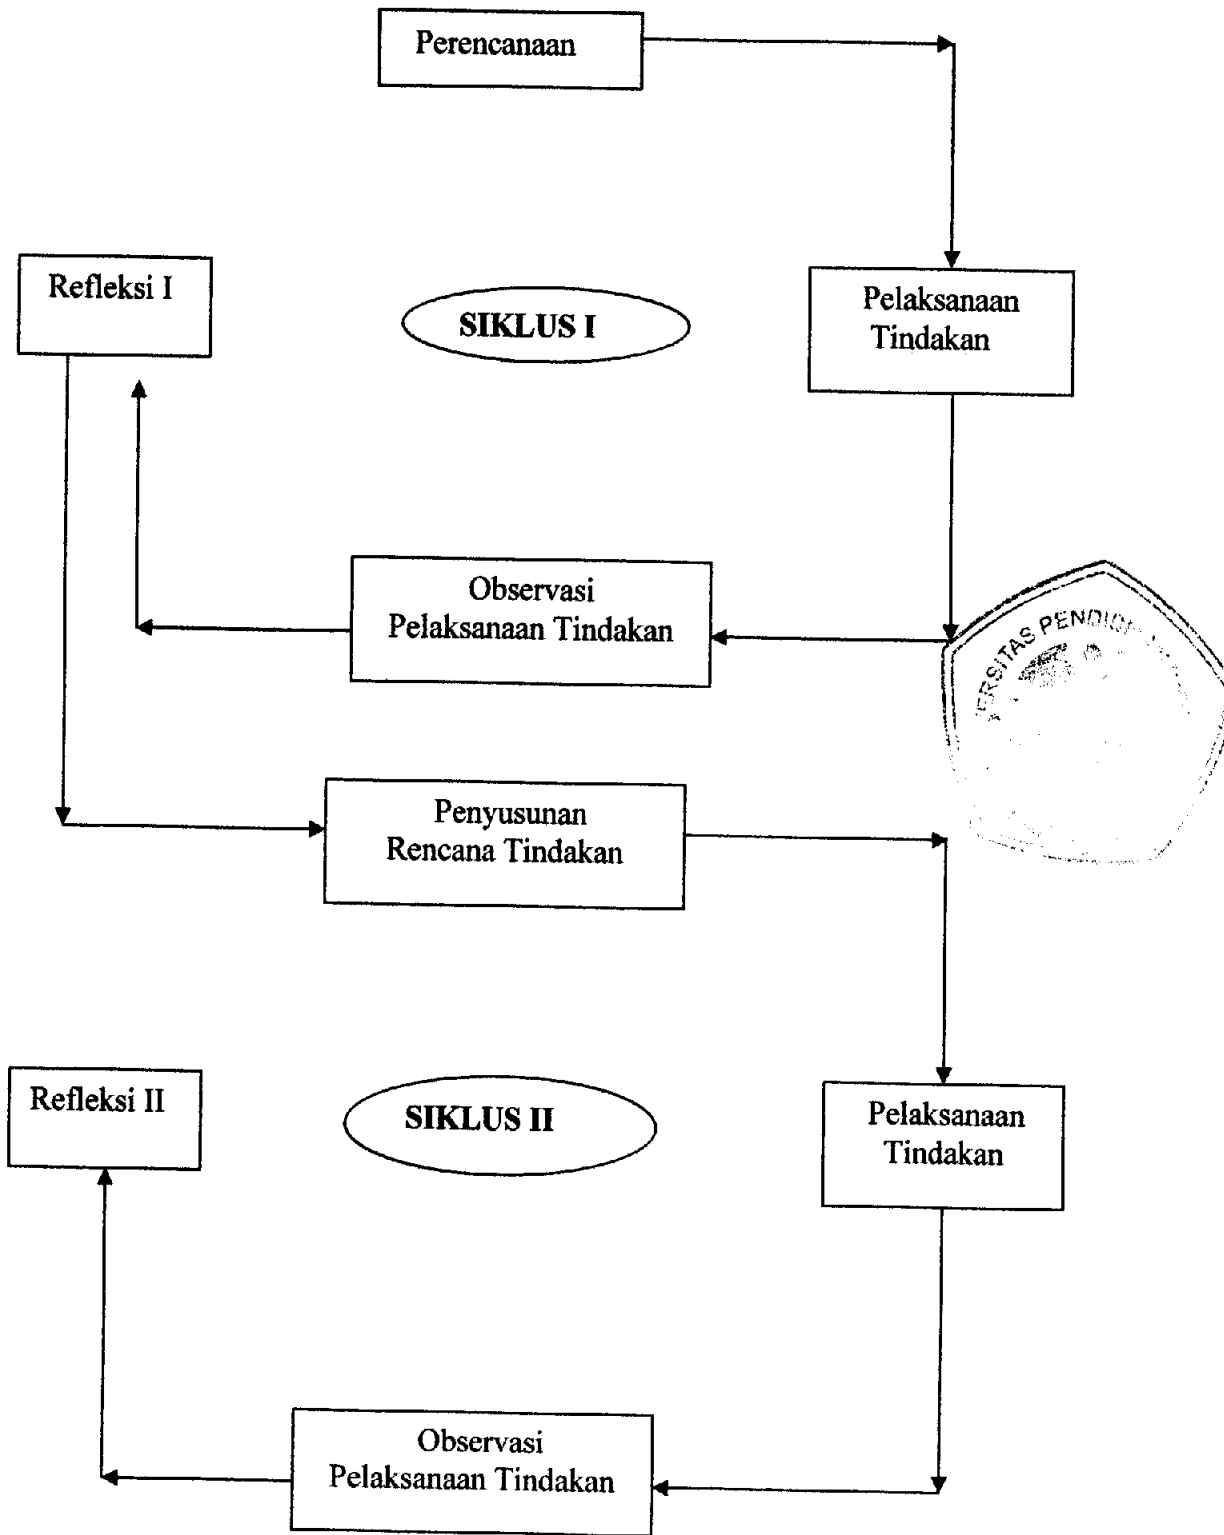 Perencanaan
Refleksi I
SIKLUS I
Pelaksanaan
Tindakan
Observasi
Pelaksanaan Tindakan
PENDIDI
Penyusunan
Rencana Tindakan
Refleksi II
SIKLUS II
Pelaksanaan
Tindakan
Observasi
Pelaksanaan Tindakan